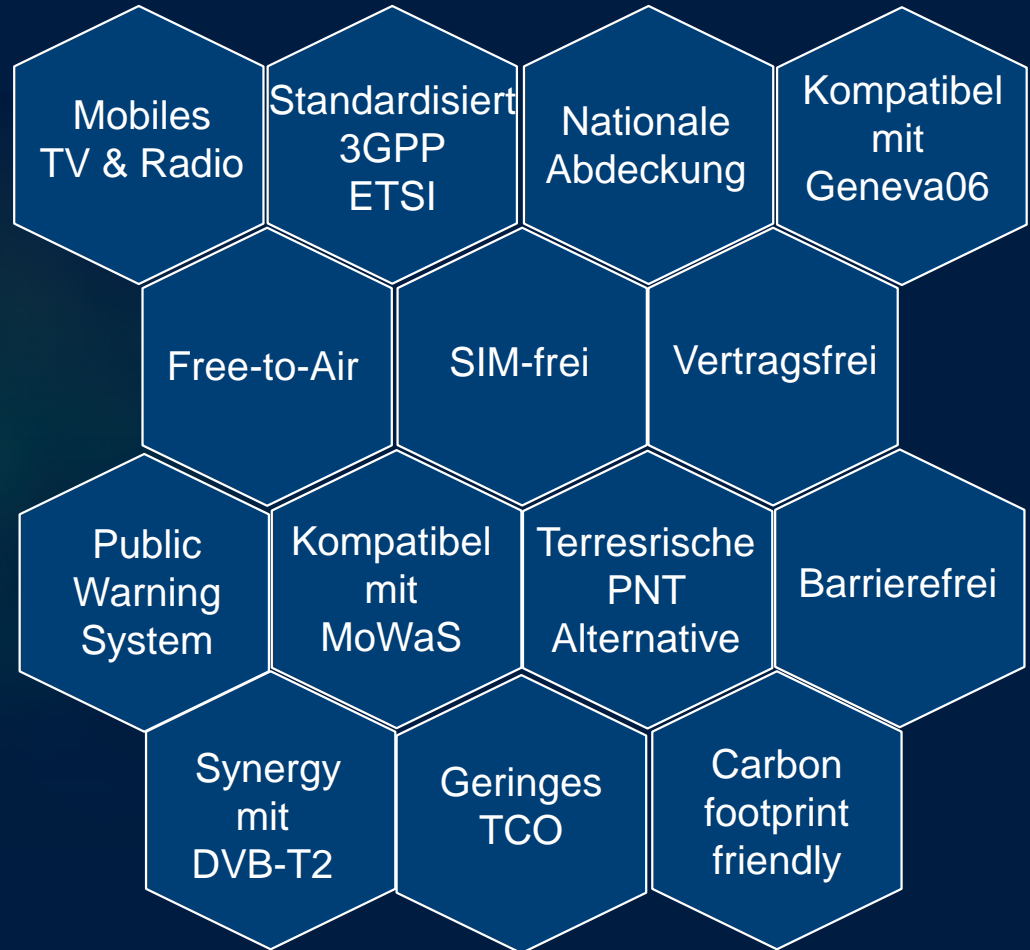 Mobiles
TV & Radio
Standardisiert
3GPP
ETSI
Nationale
Abdeckung
Kompatibel
mit
Geneva06
Free-to-Air
SIM-frei
Vertragsfrei
Public
Warning
System
Kompatibel
mit
MoWaS
Terresrische
PNT
Alternative
Barrierefrei
Synergy
mit
DVB-T2
Geringes
TCO
Carbon
footprint
friendly